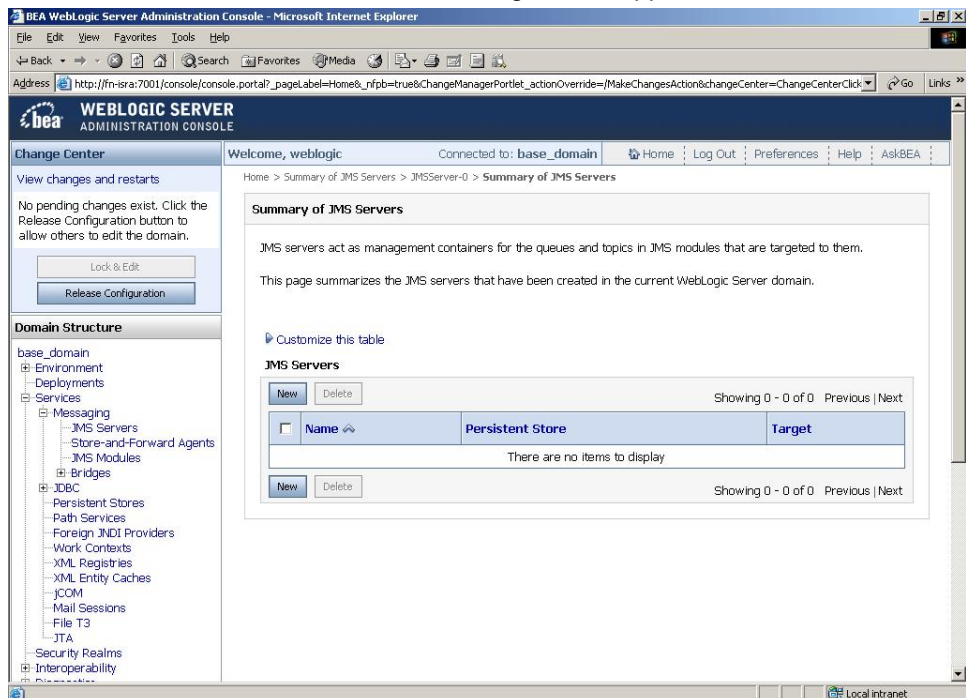 BEA WebLogic Server Administration Console - Microsoft Internet Explorer
File Edit View Favorites Tools Help
Back Search Favorites Media
Address http://fn-isra:7001/console/console.portal?_pageLabel=Home&_nfpb=true&ChangeManagerPortlet_actionOverride=/MakeChangesAction&changeCenter=ChangeCenterClick Go Links »
bea WEBLOGIC SERVER
ADMINISTRATION CONSOLE
Change Center
View changes and restarts
No pending changes exist. Click the
Release Configuration button to
allow others to edit the domain.
Lock & Edit
Release Configuration
Domain Structure
base_domain
Environment
Deployments
Services
Messaging
JMS Servers
Store-and-Forward Agents
JMS Modules
Bridges
JDBC
Persistent Stores
Path Services
Foreign JNDI Providers
Work Contexts
XML Registries
XML Entity Caches
jCOM
Mail Sessions
File T3
JTA
Security Realms
Interoperability
Welcome, weblogic Connected to: base_domain Home Log Out Preferences Help AskBEA
Home > Summary of JMS Servers > JMSServer-0 > Summary of JMS Servers
Summary of JMS Servers
JMS servers act as management containers for the queues and topics in JMS modules that are targeted to them.
This page summarizes the JMS servers that have been created in the current WebLogic Server domain.
Customize this table
JMS Servers
New Delete Showing 0 - 0 of 0 Previous | Next
Name Persistent Store Target
There are no items to display
New Delete Showing 0 - 0 of 0 Previous | Next
Local intranet